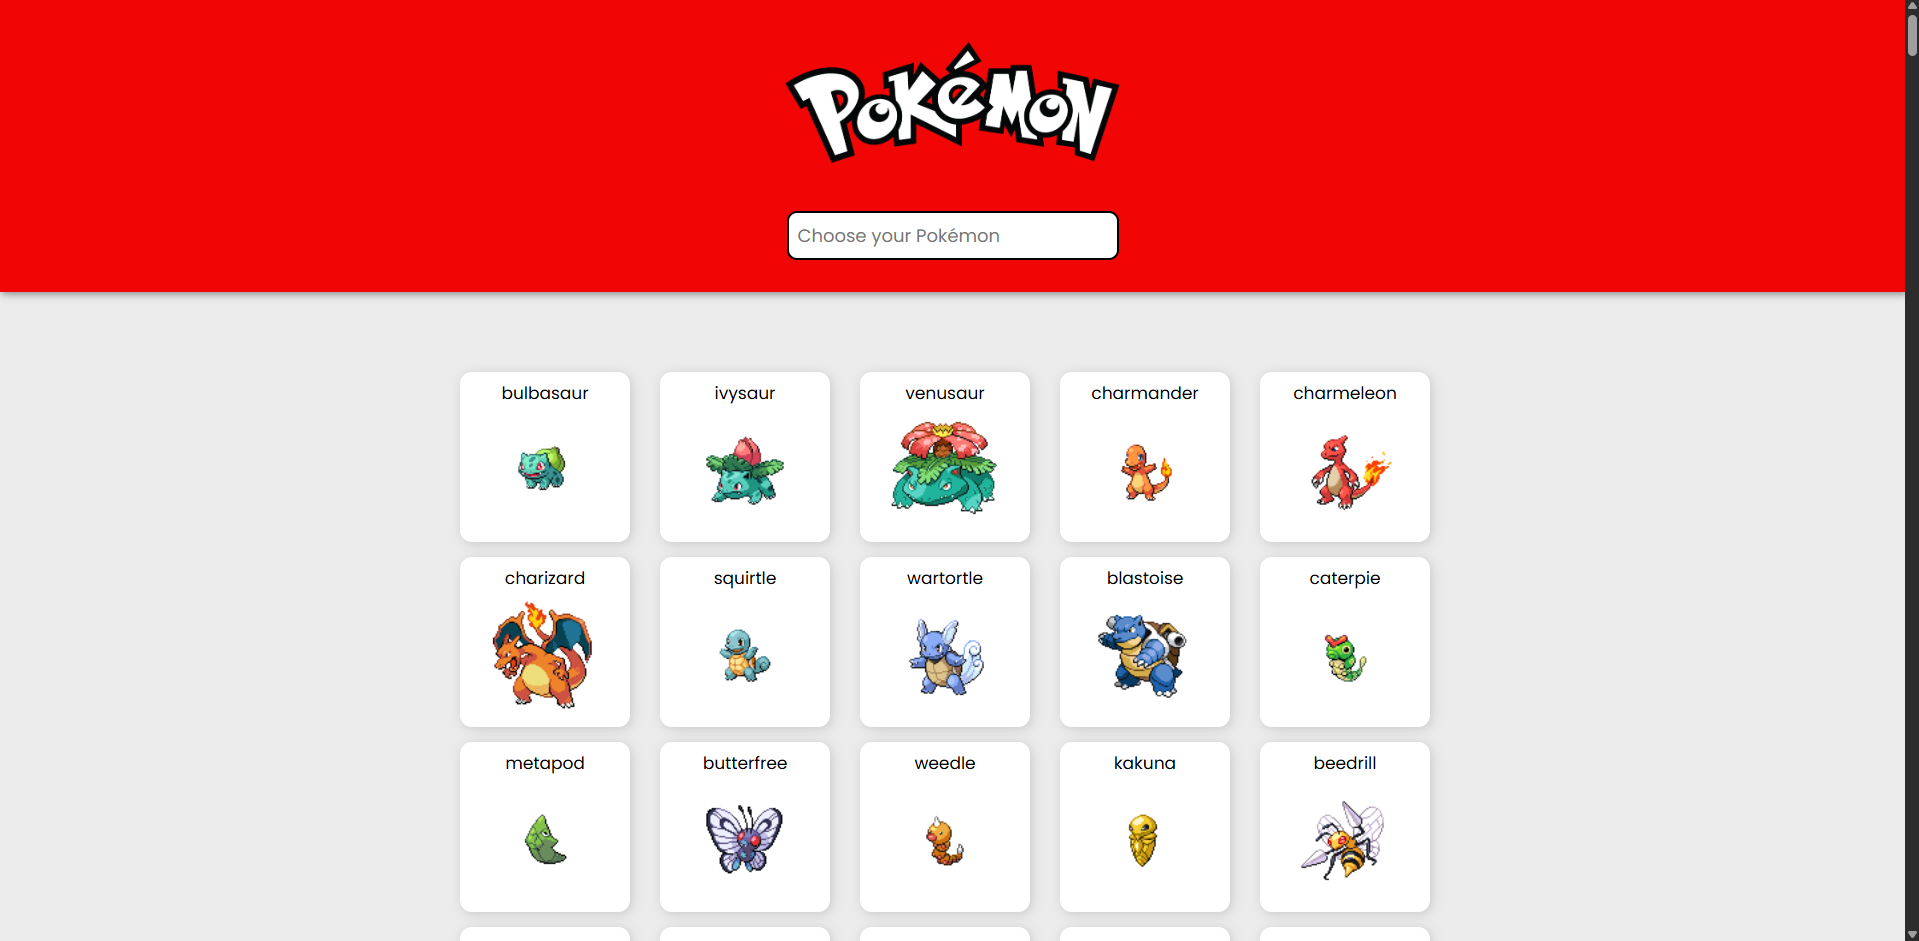 Pokémon
Choose your Pokémon
bulbasaur
ivysaur
venusaur
charmander
charmeleon
charizard
squirtle
wartortle
blastoise
caterpie
metapod
butterfree
weedle
kakuna
beedrill